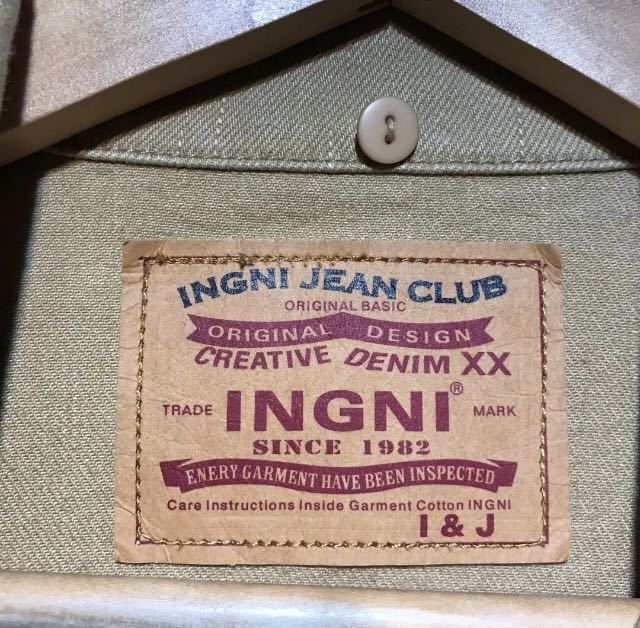 INGNI JEAN CLUB
ORIGINAL BASIC
ORIGINAL DESIGN
CREATIVE DENIM XX
TRADE INGNI® MARK
SINCE 1982
ENERY GARMENT HAVE BEEN INSPECTED
Care Instructions Inside Garment Cotton INGNI
I & J